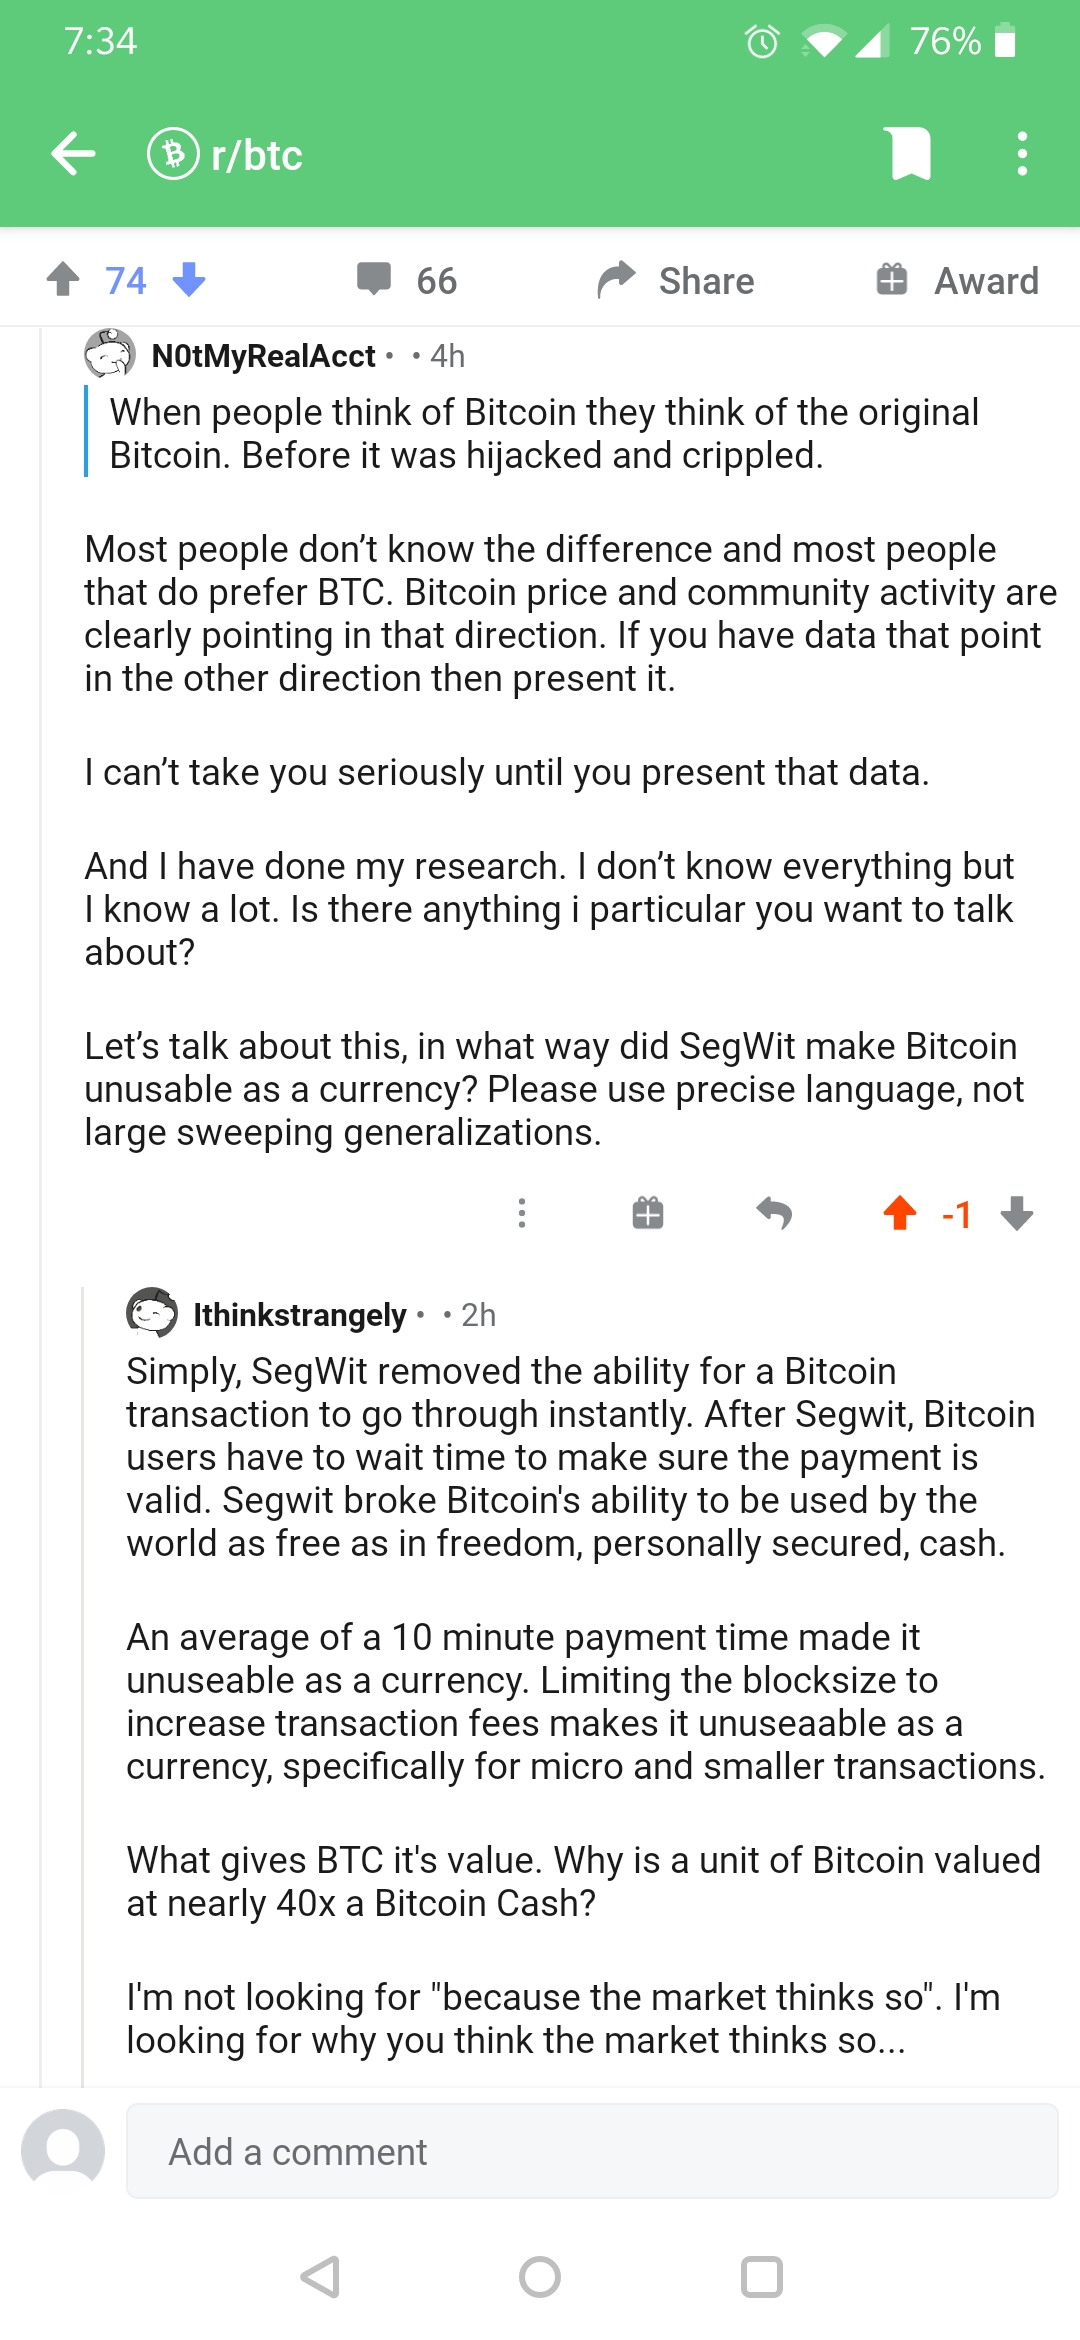 7:34
76%
r/btc
74
66
Share
Award
N0tMyRealAcct • • 4h
When people think of Bitcoin they think of the original
Bitcoin. Before it was hijacked and crippled.
Most people don’t know the difference and most people
that do prefer BTC. Bitcoin price and community activity are
clearly pointing in that direction. If you have data that point
in the other direction then present it.
I can’t take you seriously until you present that data.
And I have done my research. I don’t know everything but
I know a lot. Is there anything i particular you want to talk
about?
Let’s talk about this, in what way did SegWit make Bitcoin
unusable as a currency? Please use precise language, not
large sweeping generalizations.
-1
Ithinkstrangely • • 2h
Simply, SegWit removed the ability for a Bitcoin
transaction to go through instantly. After Segwit, Bitcoin
users have to wait time to make sure the payment is
valid. Segwit broke Bitcoin's ability to be used by the
world as free as in freedom, personally secured, cash.
An average of a 10 minute payment time made it
unuseable as a currency. Limiting the blocksize to
increase transaction fees makes it unuseaable as a
currency, specifically for micro and smaller transactions.
What gives BTC it's value. Why is a unit of Bitcoin valued
at nearly 40x a Bitcoin Cash?
I'm not looking for "because the market thinks so". I'm
looking for why you think the market thinks so...
Add a comment